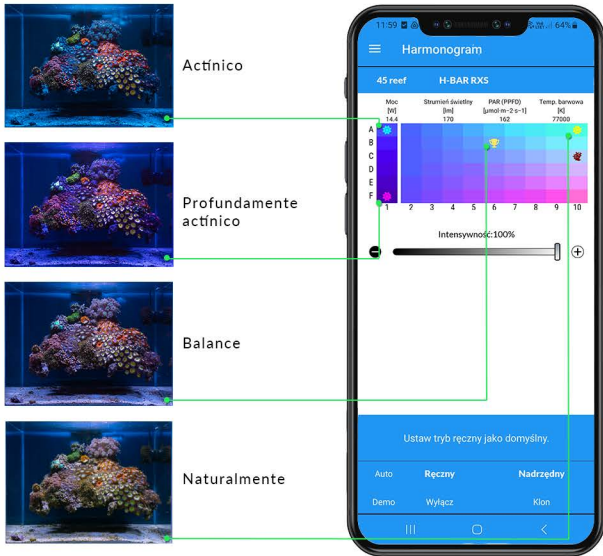 Actínico
Profundamente
actínico
Balance
Naturalmente
11:59
64%
Harmonogram
45 reef H-BAR RXS
Moc Strumień świetlny PAR (PPFD) Temp. barwowa
[W] [lm] [µmol·m-2 s-1] [K]
14.4 170 162 77000
A
B
C
D
E
F
1 2 3 4 5 6 7 8 9 10
Intensywność:100%
Ustaw tryb ręczny jako domyślny.
Auto Ręczny Nadrzędny
Demo Wyłącz Klon